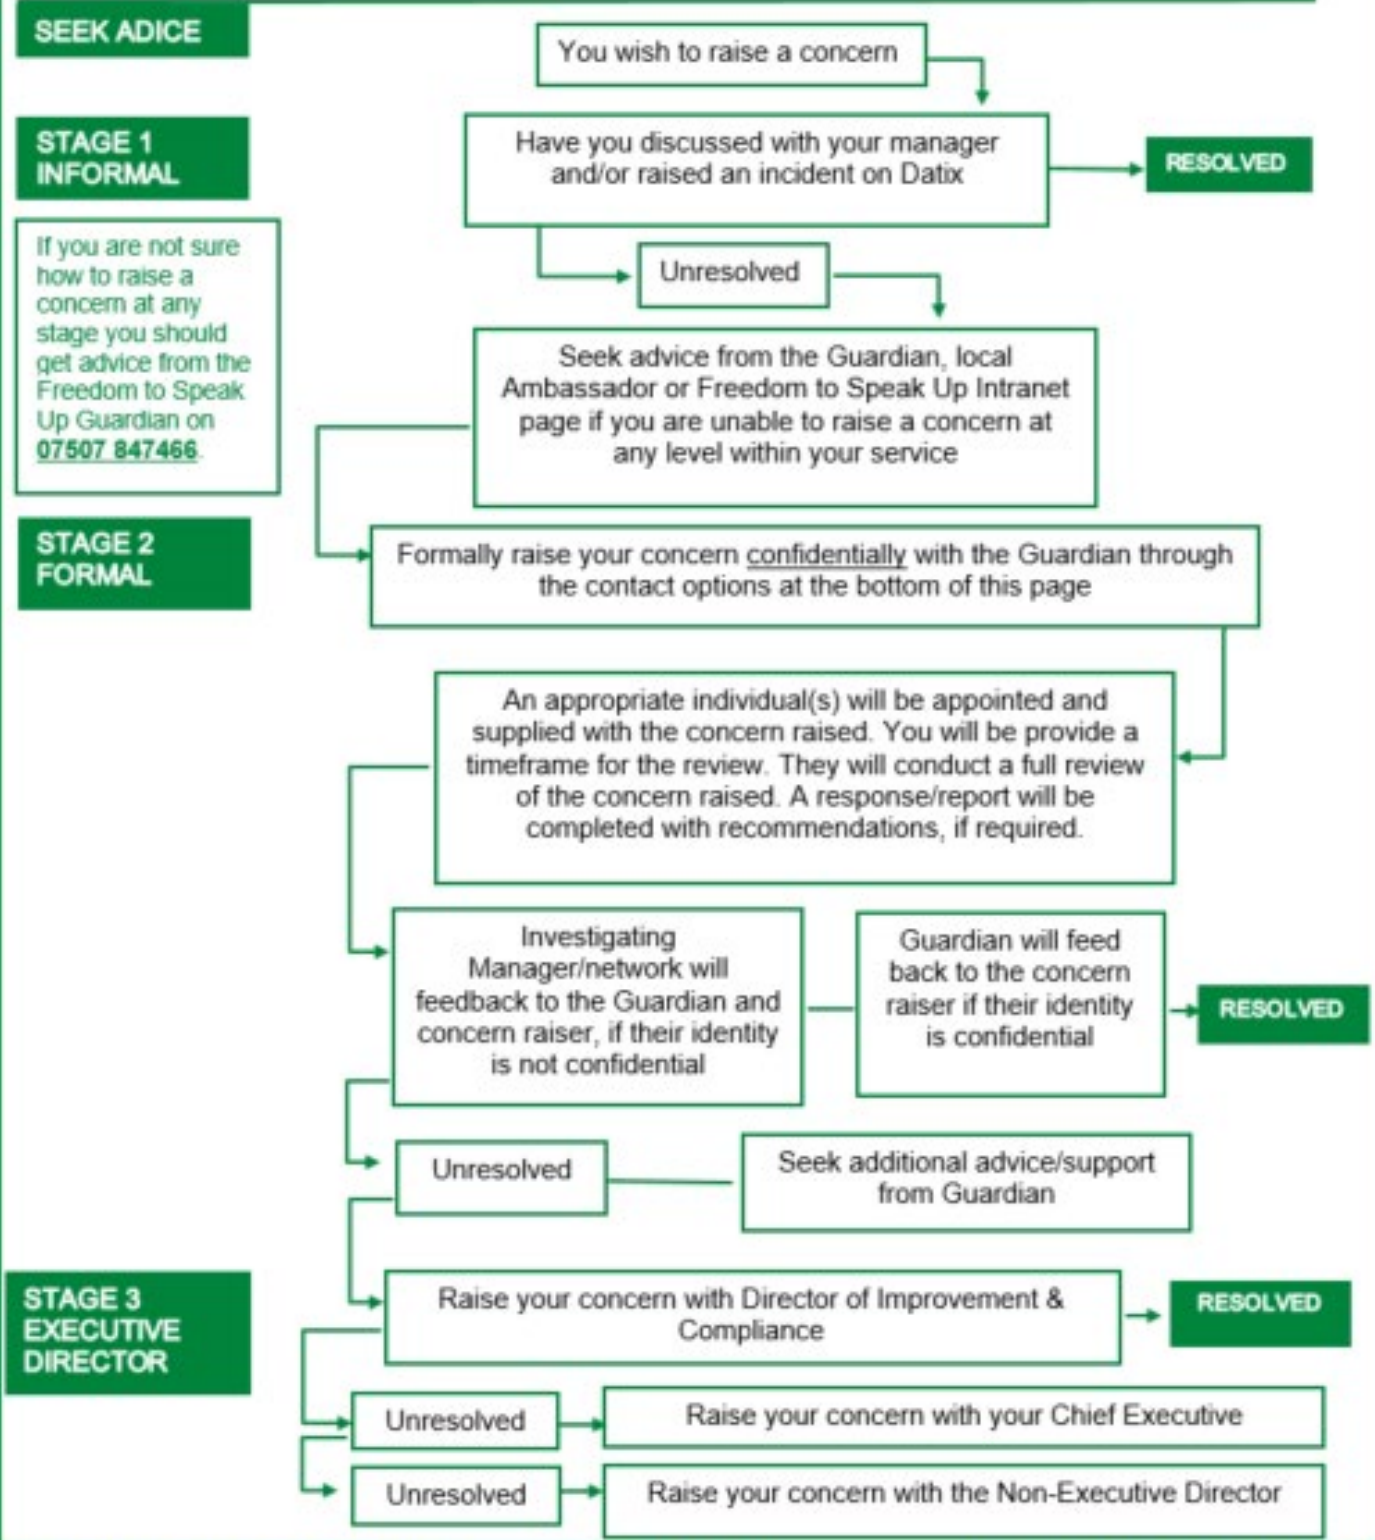 SEEK ADICE
You wish to raise a concern
STAGE 1
INFORMAL
Have you discussed with your manager
and/or raised an incident on Datix
RESOLVED
If you are not sure
how to raise a
concern at any
stage you should
get advice from the
Freedom to Speak
Up Guardian on
07507 847466.
Unresolved
Seek advice from the Guardian, local
Ambassador or Freedom to Speak Up Intranet
page if you are unable to raise a concern at
any level within your service
STAGE 2
FORMAL
Formally raise your concern confidentially with the Guardian through
the contact options at the bottom of this page
An appropriate individual(s) will be appointed and
supplied with the concern raised. You will be provide a
timeframe for the review. They will conduct a full review
of the concern raised. A response/report will be
completed with recommendations, if required.
Investigating
Manager/network will
feedback to the Guardian and
concern raiser, if their identity
is not confidential
Guardian will feed
back to the concern
raiser if their identity
is confidential
RESOLVED
Unresolved
Seek additional advice/support
from Guardian
STAGE 3
EXECUTIVE
DIRECTOR
Raise your concern with Director of Improvement &
Compliance
RESOLVED
Unresolved
Raise your concern with your Chief Executive
Unresolved
Raise your concern with the Non-Executive Director